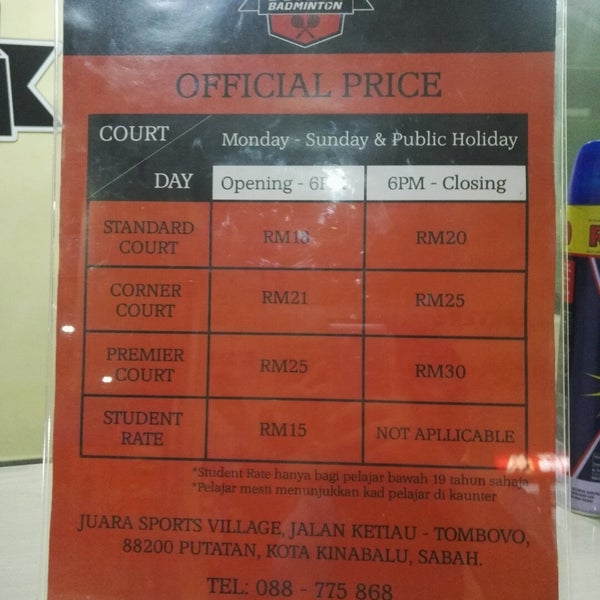 BADMINTON
OFFICIAL PRICE
COURT
Monday - Sunday & Public Holiday
DAY
Opening - 6PM
6PM - Closing
STANDARD COURT
RM18
RM20
CORNER COURT
RM21
RM25
PREMIER COURT
RM25
RM30
STUDENT RATE
RM15
NOT APLLICABLE
*Student Rate hanya bagi pelajar bawah 19 tahun sahaja
*Pelajar mesti menunjukkan kad pelajar di kaunter
JUARA SPORTS VILLAGE, JALAN KETIAU - TOMBOVO,
88200 PUTATAN, KOTA KINABALU, SABAH.
TEL: 088 - 775 868